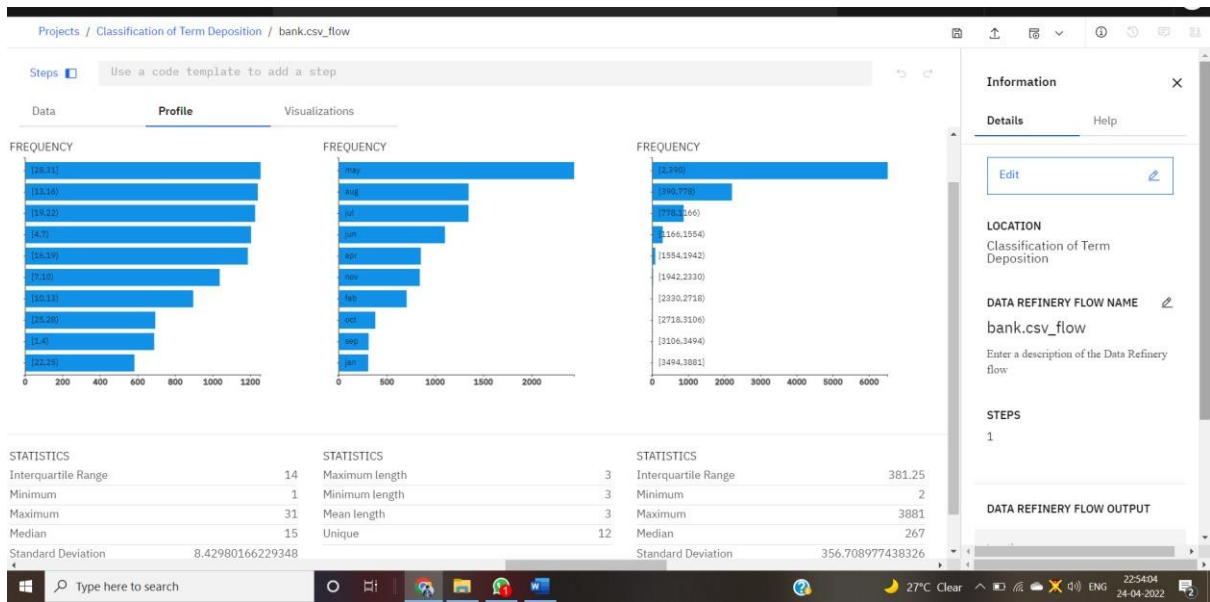 Projects / Classification of Term Deposition / bank.csv_flow
Steps
Use a code template to add a step
Data
Profile
Visualizations
FREQUENCY
[28,31]
[13,16)
[19,22)
[4,7)
[16,19)
[7,10)
[10,13)
[25,28)
[1,4)
[22,25)
0 200 400 600 800 1000 1200
FREQUENCY
may
aug
jul
jun
apr
nov
feb
oct
sep
jan
0 500 1000 1500 2000
FREQUENCY
[2,390)
[390,778)
[778,1166)
[1166,1554)
[1554,1942)
[1942,2330)
[2330,2718)
[2718,3106)
[3106,3494)
[3494,3881]
0 1000 2000 3000 4000 5000 6000
STATISTICS
Interquartile Range 14
Minimum 1
Maximum 31
Median 15
Standard Deviation 8.42980166229348
STATISTICS
Maximum length 3
Minimum length 3
Mean length 3
Unique 12
STATISTICS
Interquartile Range 381.25
Minimum 2
Maximum 3881
Median 267
Standard Deviation 356.708977438326
Information
Details
Help
Edit
LOCATION
Classification of Term
Deposition
DATA REFINERY FLOW NAME
bank.csv_flow
Enter a description of the Data Refinery
flow
STEPS
1
DATA REFINERY FLOW OUTPUT
Type here to search
27°C Clear
ENG
22:54:04
24-04-2022